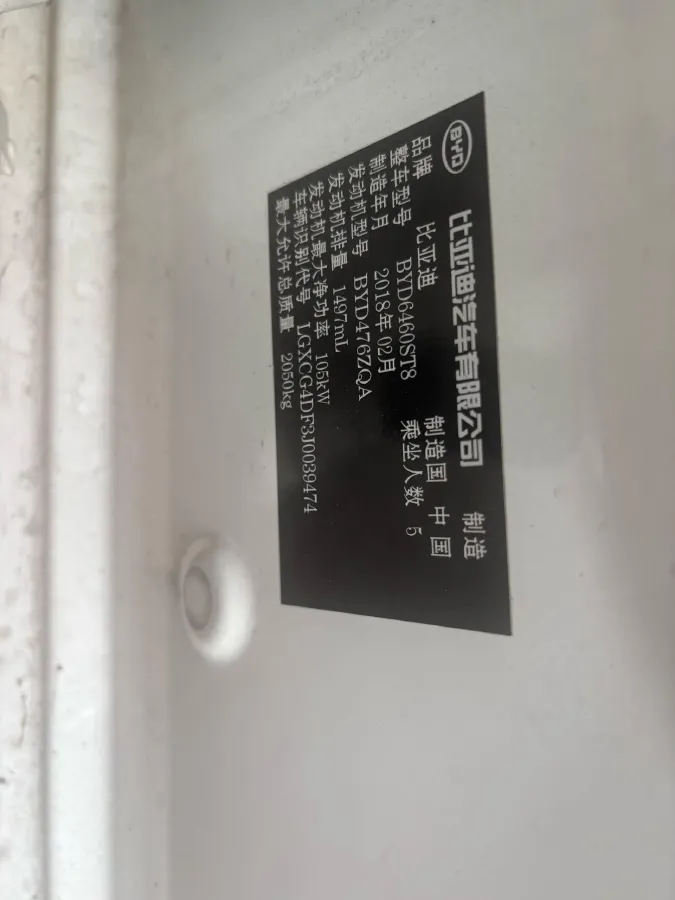 BYD 比亚迪汽车有限公司 制造
品牌 比亚迪 制造国 中国
整车型号 BYD6460ST8 乘坐人数 5
制造年月 2018年02月
发动机型号 BYD476ZQA
发动机排量 1497mL
发动机最大净功率 105kW
车辆识别代号 LGXCG4DF3J0039474
最大允许总质量 2050kg